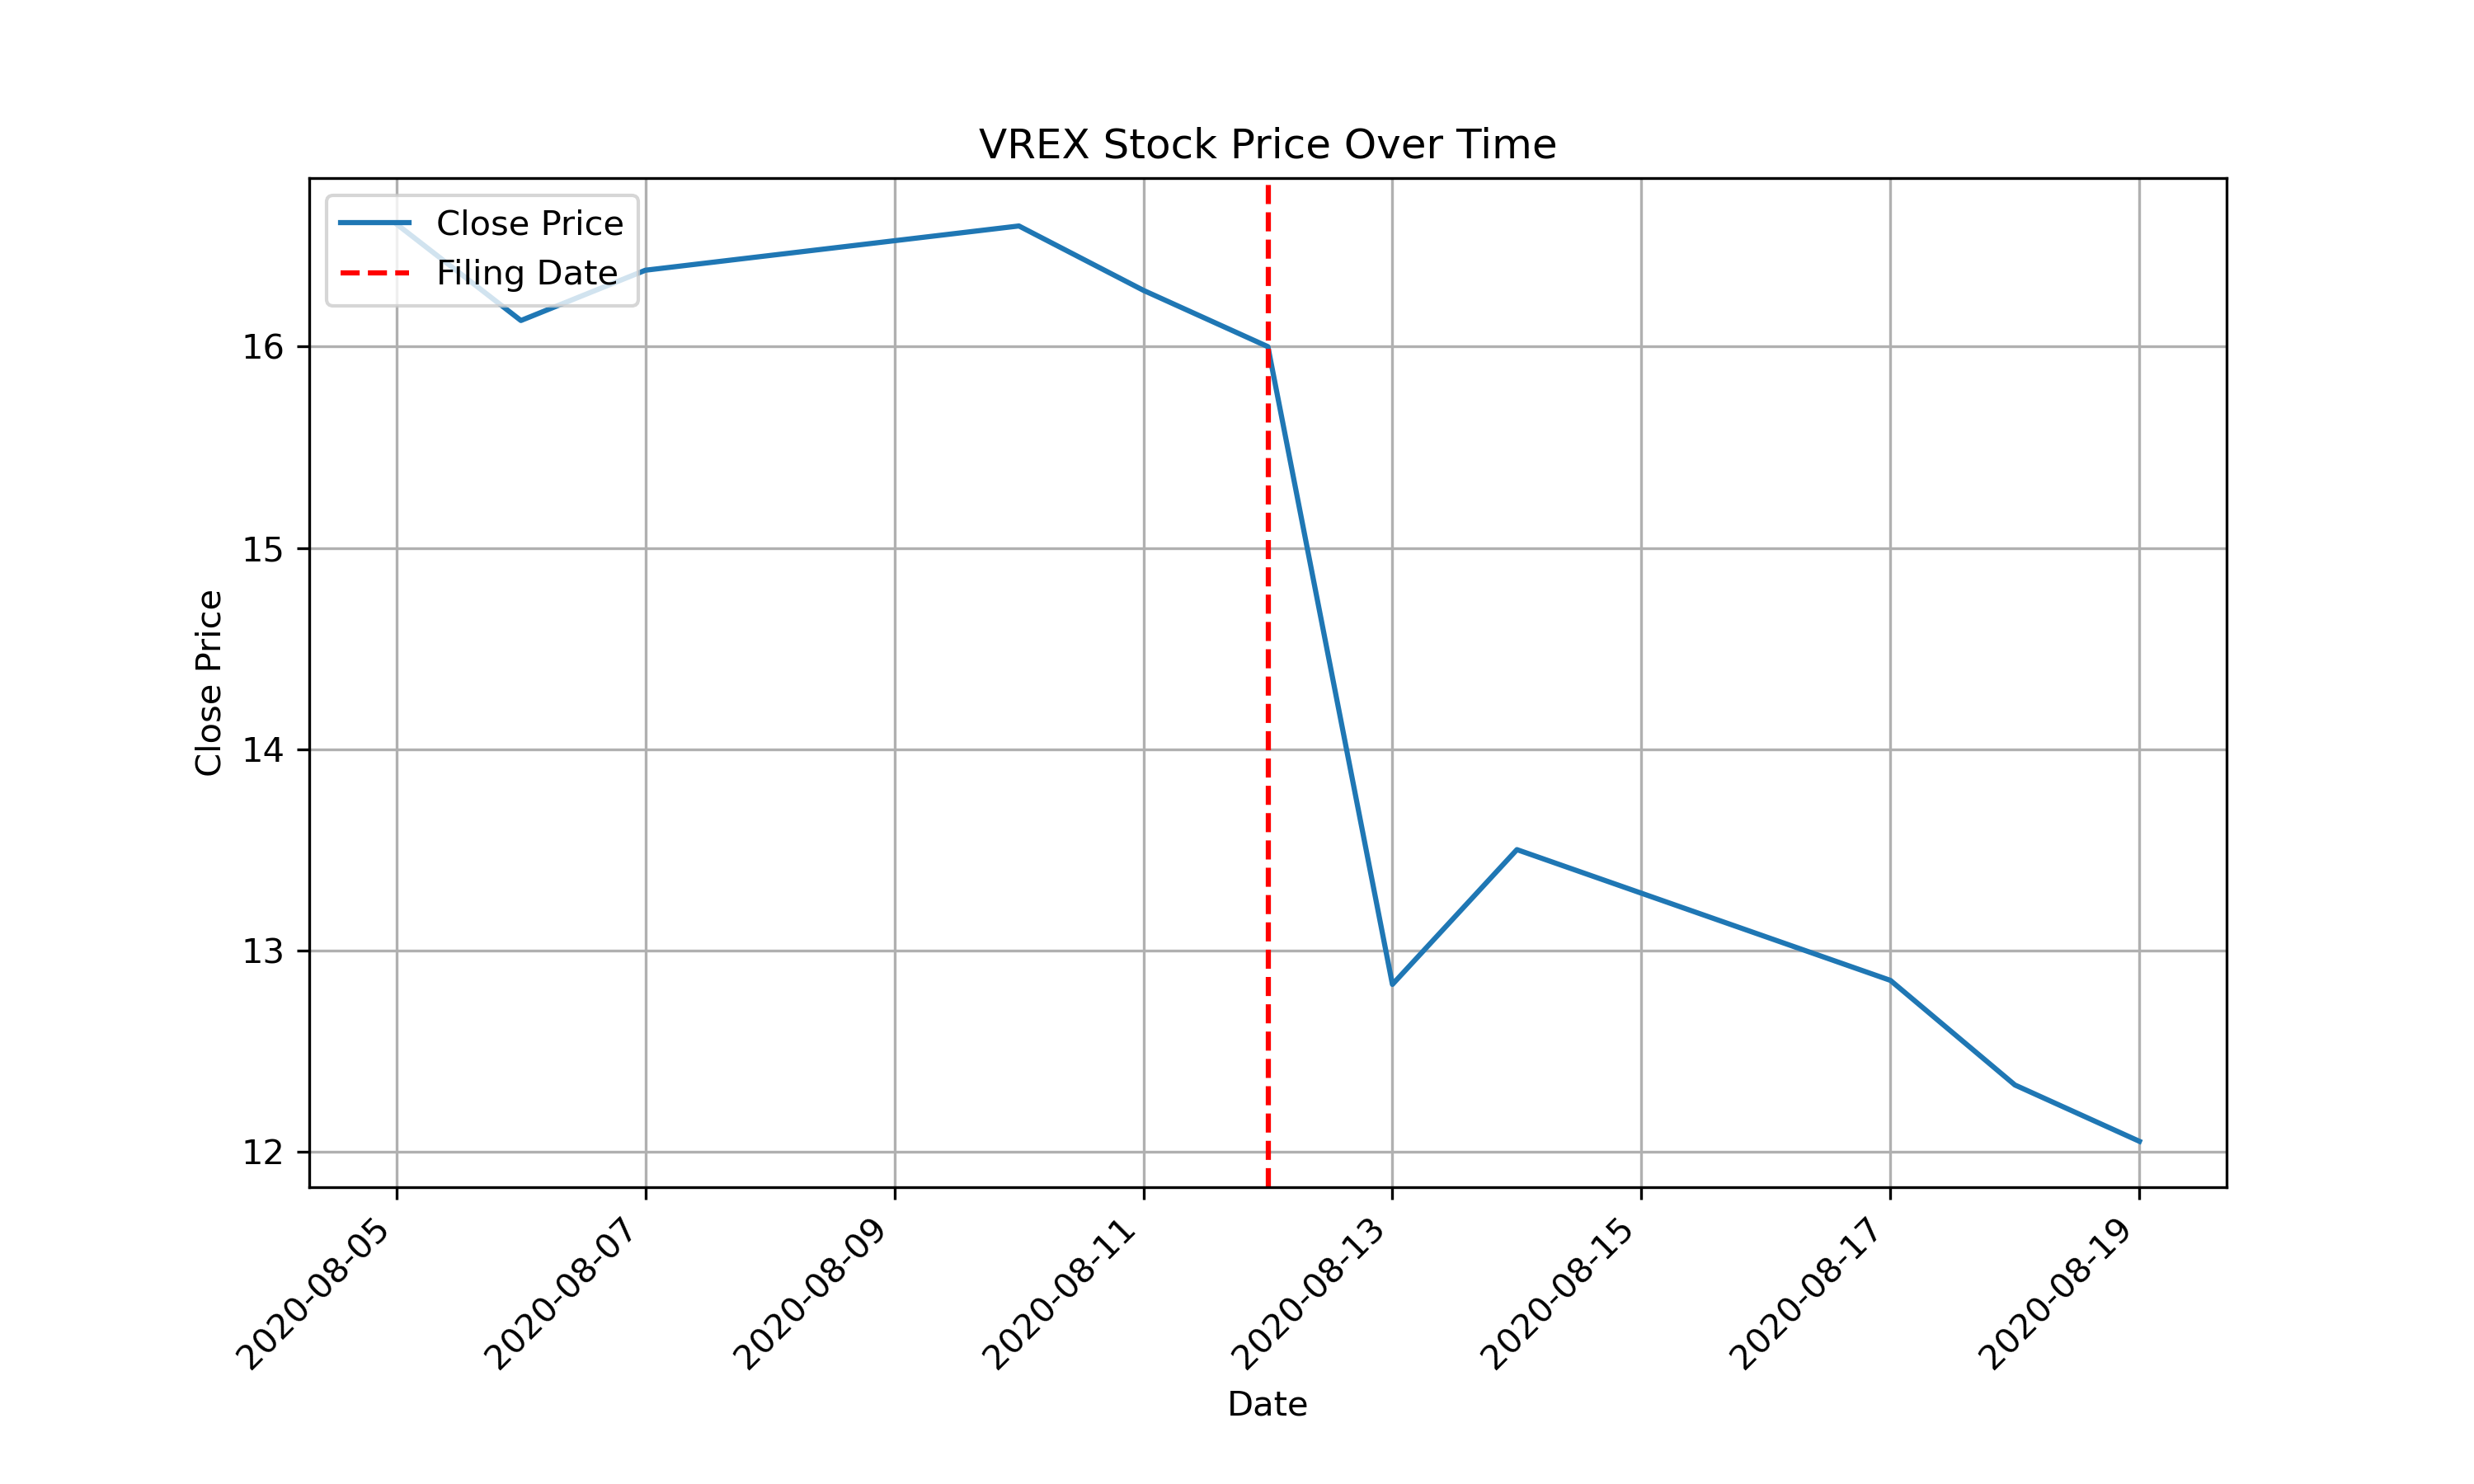 VREX Stock Price Over Time
Close Price
Filing Date
16
15
14
13
12
Close Price
2020-08-05
2020-08-07
2020-08-09
2020-08-11
2020-08-13
2020-08-15
2020-08-17
2020-08-19
Date